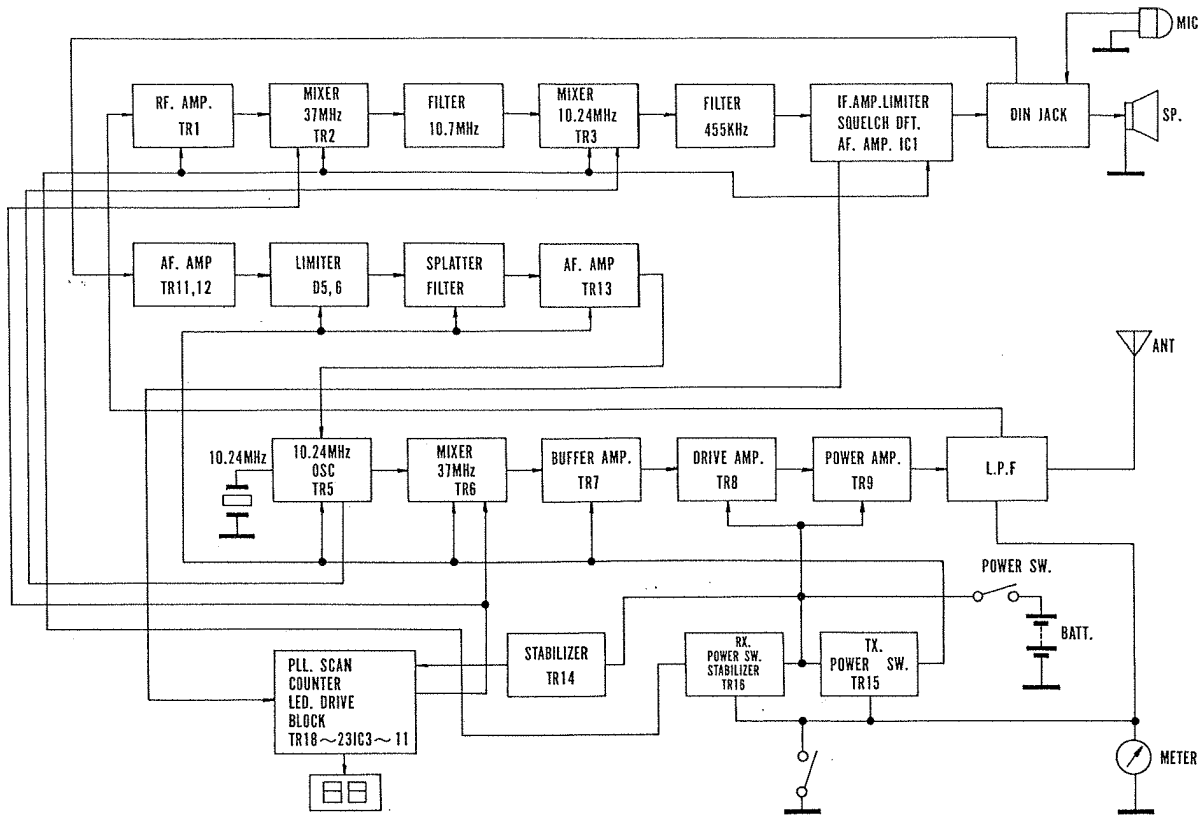 MIC
RF. AMP.
TR1
MIXER
37MHz
TR2
FILTER
10.7MHz
MIXER
10.24MHz
TR3
FILTER
455KHz
IF.AMP.LIMITER
SQUELCH DFT.
AF. AMP. IC1
DIN JACK
SP.
AF. AMP
TR11,12
LIMITER
D5,6
SPLATTER
FILTER
AF. AMP
TR13
ANT
10.24MHz
10.24MHz
OSC
TR5
MIXER
37MHz
TR6
BUFFER AMP.
TR7
DRIVE AMP.
TR8
POWER AMP.
TR9
L.P.F
POWER SW.
BATT.
STABILIZER
TR14
RX.
POWER SW.
STABILIZER
TR16
TX.
POWER SW.
TR15
PLL. SCAN
COUNTER
LED. DRIVE
BLOCK
TR18～23IC3～11
METER